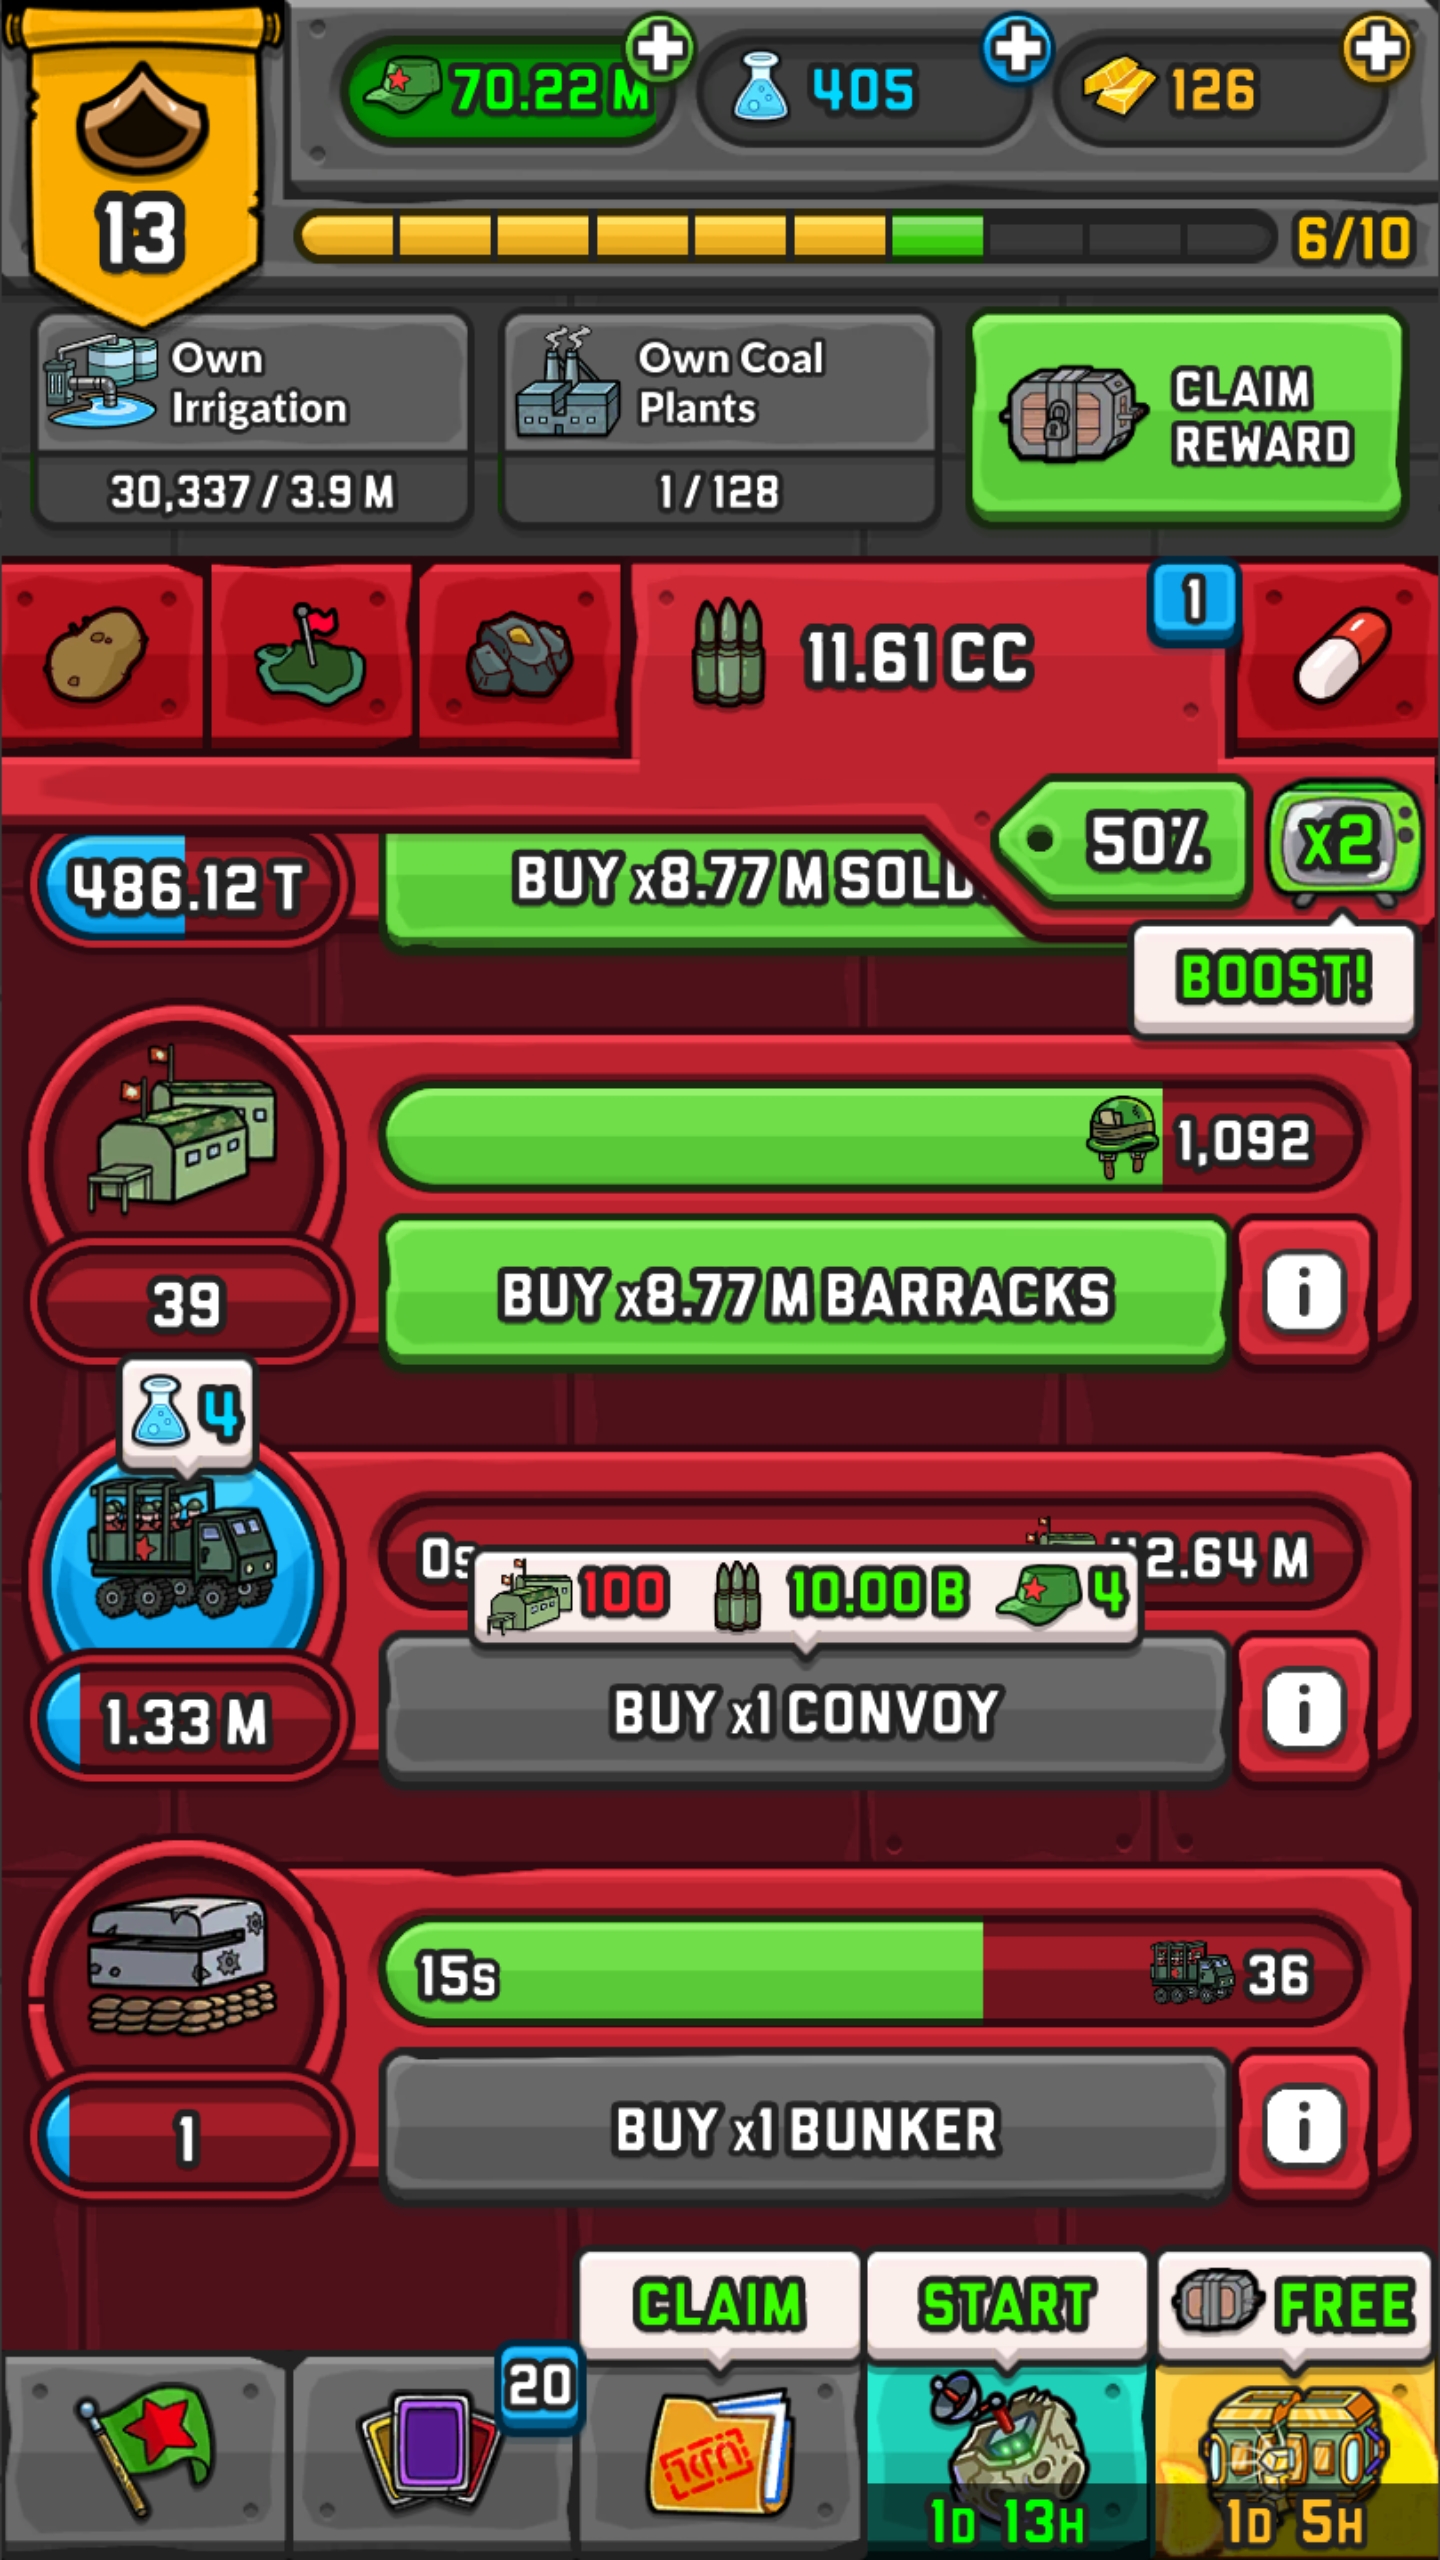 70.22 M
405
126
13
6/10
Own
Irrigation
30,337 / 3.9 M
Own Coal
Plants
1 / 128
CLAIM
REWARD
11.61 CC
1
50%
x2
BOOST!
486.12 T
BUY x8.77 M SOLD
1,092
BUY x8.77 M BARRACKS
39
4
0s
2.64 M
100
10.00 B
4
BUY x1 CONVOY
1.33 M
15s
36
BUY x1 BUNKER
1
CLAIM
START
FREE
20
1D 13H
1D 5H